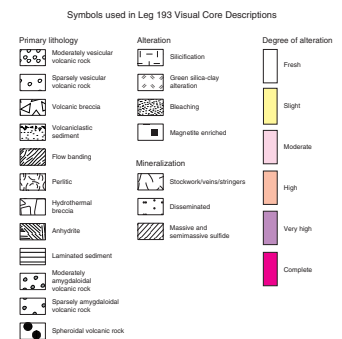 Symbols used in Leg 193 Visual Core Descriptions
Primary lithology
Moderately vesicular
volcanic rock
Sparsely vesicular
volcanic rock
Volcanic breccia
Volcaniclastic
sediment
Flow banding
Perlitic
Hydrothermal
breccia
Anhydrite
Laminated sediment
Moderately
amygdaloidal
volcanic rock
Sparsely amygdaloidal
volcanic rock
Spheroidal volcanic rock
Alteration
Silicification
Green silica-clay
alteration
Bleaching
Magnetite enriched
Mineralization
Stockwork/veins/stringers
Disseminated
Massive and
semimassive sulfide
Degree of alteration
Fresh
Slight
Moderate
High
Very high
Complete